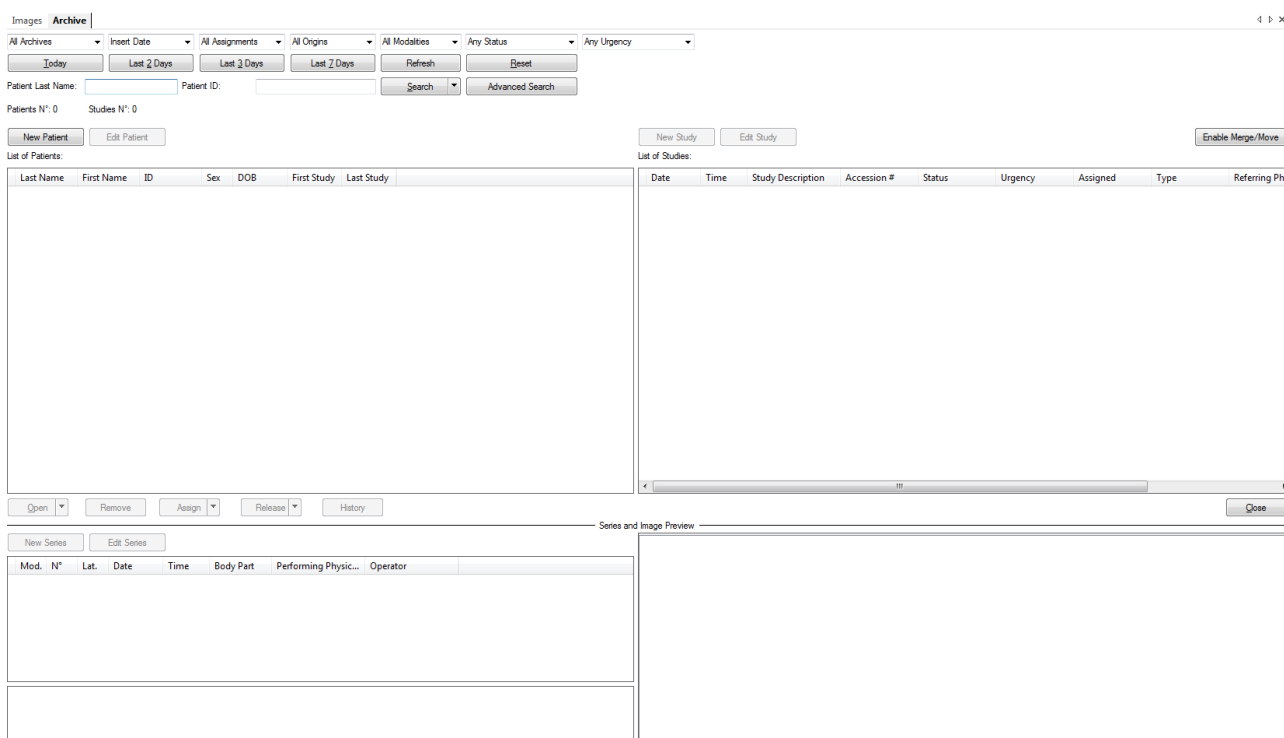 Images Archive
All Archives Insert Date All Assignments All Origins All Modalities Any Status Any Urgency
Today Last 2 Days Last 3 Days Last 7 Days Refresh Reset
Patient Last Name: Patient ID: Search Advanced Search
Patients N°: 0 Studies N°: 0
New Patient Edit Patient New Study Edit Study Enable Merge/Move
List of Patients: List of Studies:
Last Name First Name ID Sex DOB First Study Last Study Date Time Study Description Accession # Status Urgency Assigned Type Referring Ph
Open Remove Assign Release History Close
Series and Image Preview
New Series Edit Series
Mod. N° Lat. Date Time Body Part Performing Physic... Operator